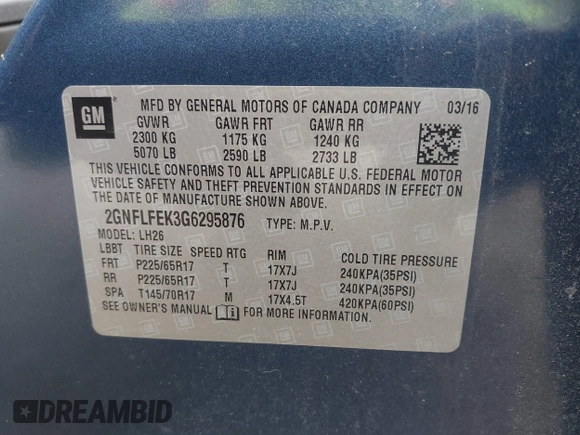 GM
MFD BY GENERAL MOTORS OF CANADA COMPANY 03/16
GVWR GAWR FRT GAWR RR
2300 KG 1175 KG 1240 KG
5070 LB 2590 LB 2733 LB
THIS VEHICLE CONFORMS TO ALL APPLICABLE U.S. FEDERAL MOTOR
VEHICLE SAFETY AND THEFT PREVENTION STANDARDS IN EFFECT ON
THE DATE OF MANUFACTURE SHOWN ABOVE.
2GNFLFEK3G6295876 TYPE: M.P.V.
MODEL: LH26
LBBT TIRE SIZE SPEED RTG RIM COLD TIRE PRESSURE
FRT P225/65R17 T 17X7J 240KPA(35PSI)
RR P225/65R17 T 17X7J 240KPA(35PSI)
SPA T145/70R17 M 17X4.5T 420KPA(60PSI)
SEE OWNER'S MANUAL FOR MORE INFORMATION.
DREAMBID